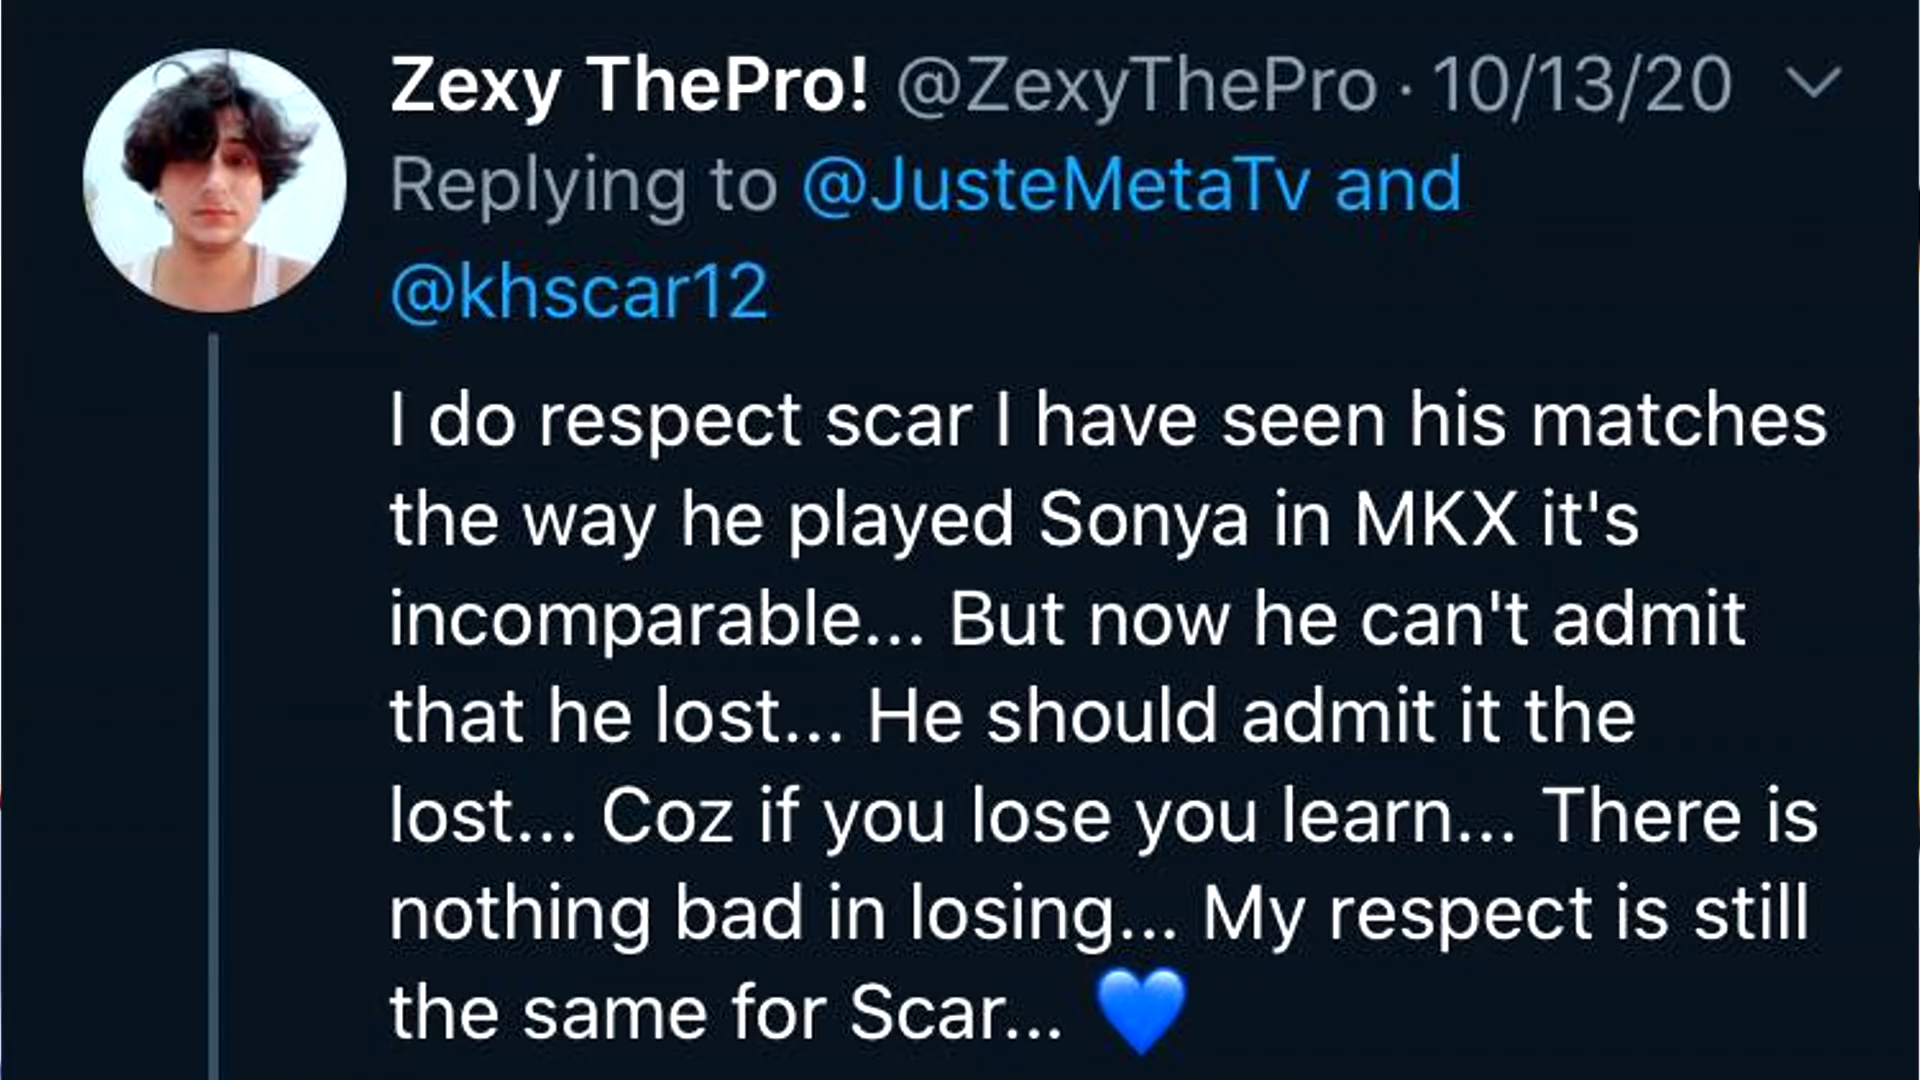 Zexy ThePro! @ZexyThePro · 10/13/20
Replying to @JusteMetaTv and
@khscar12
I do respect scar I have seen his matches
the way he played Sonya in MKX it's
incomparable... But now he can't admit
that he lost... He should admit it the
lost... Coz if you lose you learn... There is
nothing bad in losing... My respect is still
the same for Scar... 💙